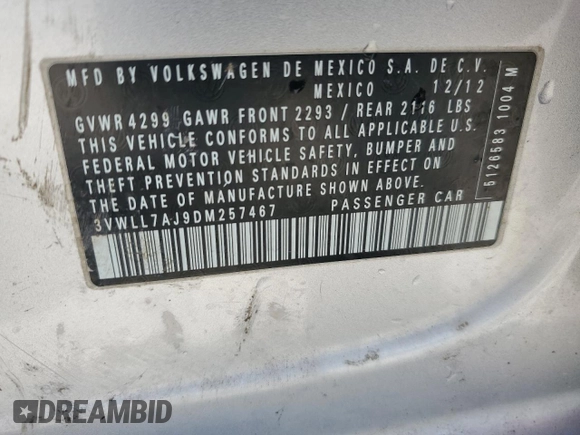 MFD BY VOLKSWAGEN DE MEXICO S.A. DE C.V.
MEXICO 12/12
GVWR 4299 GAWR FRONT 2293 / REAR 2116 LBS
THIS VEHICLE CONFORMS TO ALL APPLICABLE U.S.
FEDERAL MOTOR VEHICLE SAFETY, BUMPER AND
THEFT PREVENTION STANDARDS IN EFFECT ON
THE DATE OF MANUFACTURE SHOWN ABOVE.
3VWLL7AJ9DM257467 PASSENGER CAR
5126583 1004 M
DREAMBID